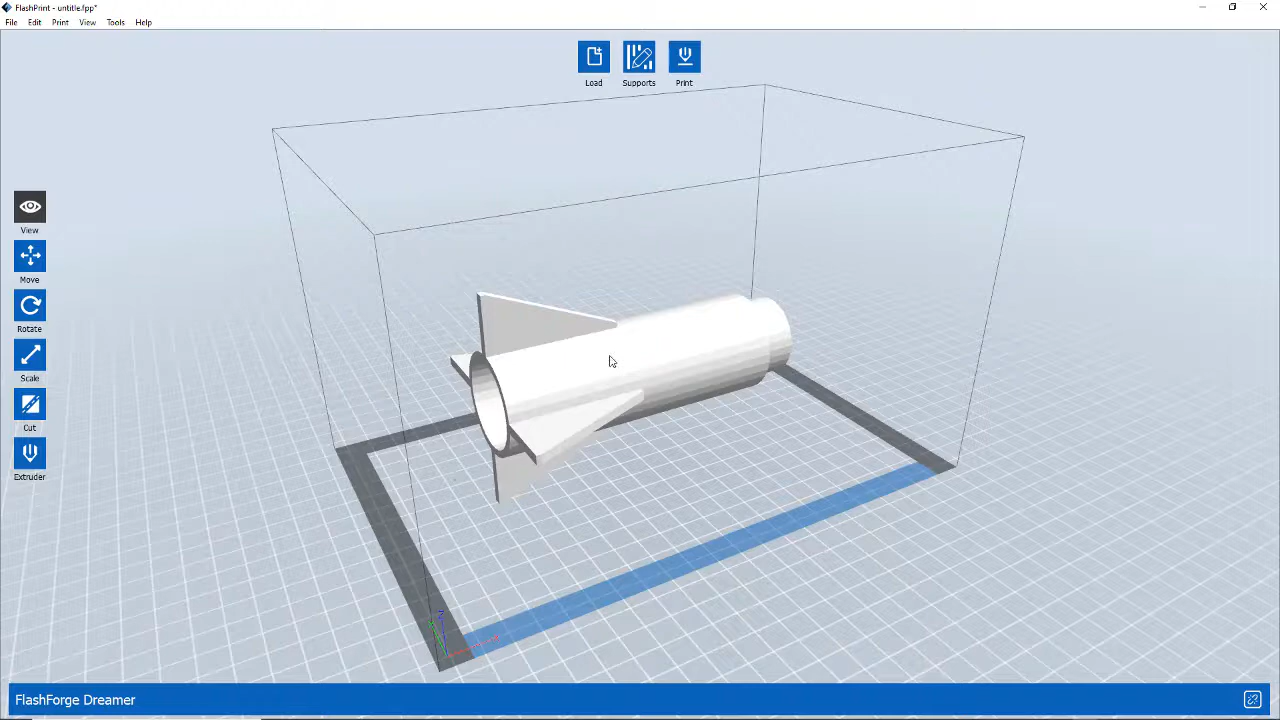 FlashPrint - untitle.fpp*
File Edit Print View Tools Help
Load Supports Print
View
Move
Rotate
Scale
Cut
Extruder
FlashForge Dreamer